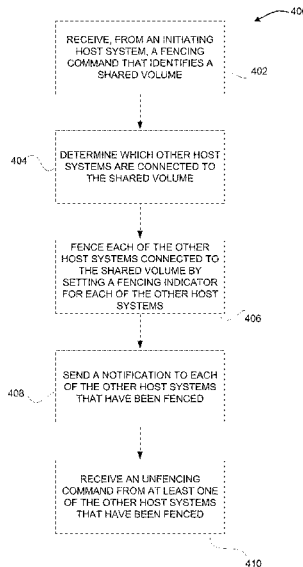 400
RECEIVE, FROM AN INITIATING
HOST SYSTEM, A FENCING
COMMAND THAT IDENTIFIES A
SHARED VOLUME
402
404
DETERMINE WHICH OTHER HOST
SYSTEMS ARE CONNECTED TO
THE SHARED VOLUME
FENCE EACH OF THE OTHER
HOST SYSTEMS CONNECTED TO
THE SHARED VOLUME BY
SETTING A FENCING INDICATOR
FOR EACH OF THE OTHER HOST
SYSTEMS
406
408
SEND A NOTIFICATION TO EACH
OF THE OTHER HOST SYSTEMS
THAT HAVE BEEN FENCED
RECEIVE AN UNFENCING
COMMAND FROM AT LEAST ONE
OF THE OTHER HOST SYSTEMS
THAT HAVE BEEN FENCED
410